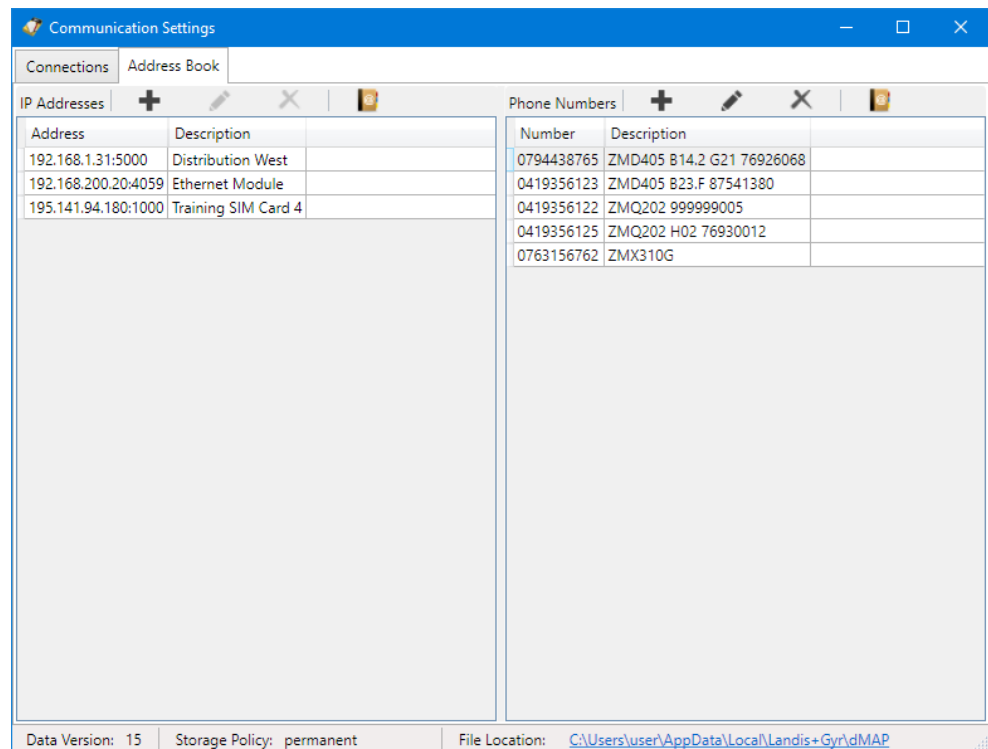 Communication Settings
Connections Address Book
IP Addresses
Address Description
192.168.1.31:5000 Distribution West
192.168.200.20:4059 Ethernet Module
195.141.94.180:1000 Training SIM Card 4
Phone Numbers
Number Description
0794438765 ZMD405 B14.2 G21 76926068
0419356123 ZMD405 B23.F 87541380
0419356122 ZMQ202 999999005
0419356125 ZMQ202 H02 76930012
0763156762 ZMX310G
Data Version: 15 Storage Policy: permanent File Location: C:\Users\user\AppData\Local\Landis+Gyr\dMAP